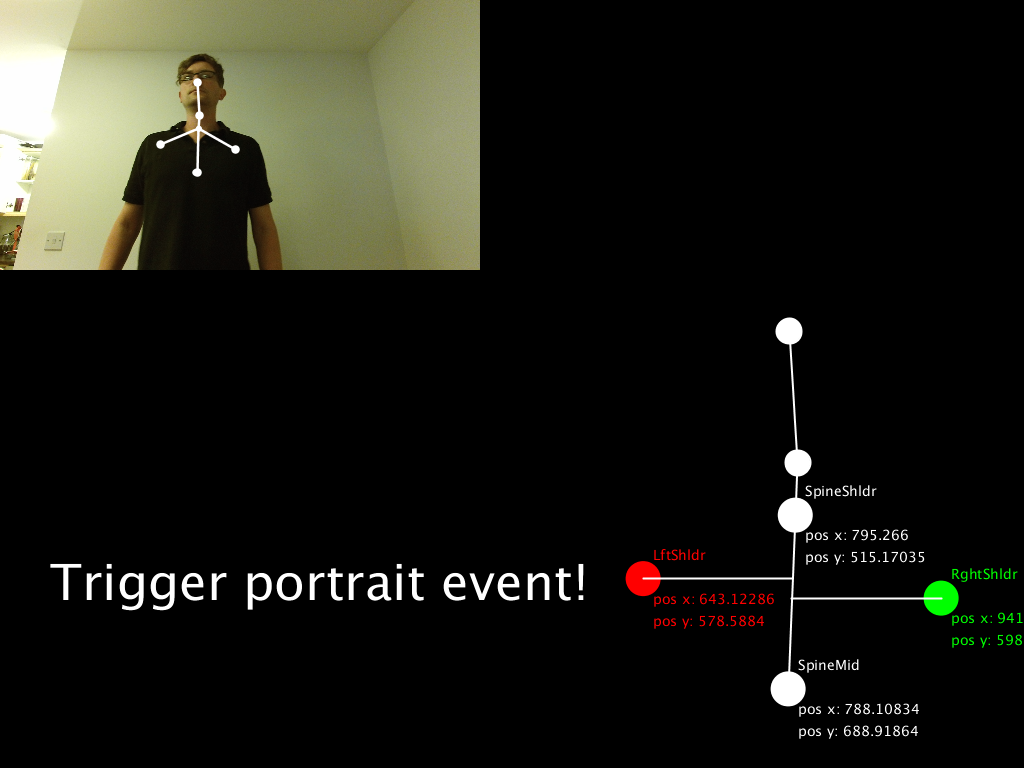 SpineShldr
pos x: 795.266
pos y: 515.17035
LftShldr
Trigger portrait event!
pos x: 643.12286
pos y: 578.5884
RghtShldr
pos x: 941
pos y: 598
SpineMid
pos x: 788.10834
pos y: 688.91864